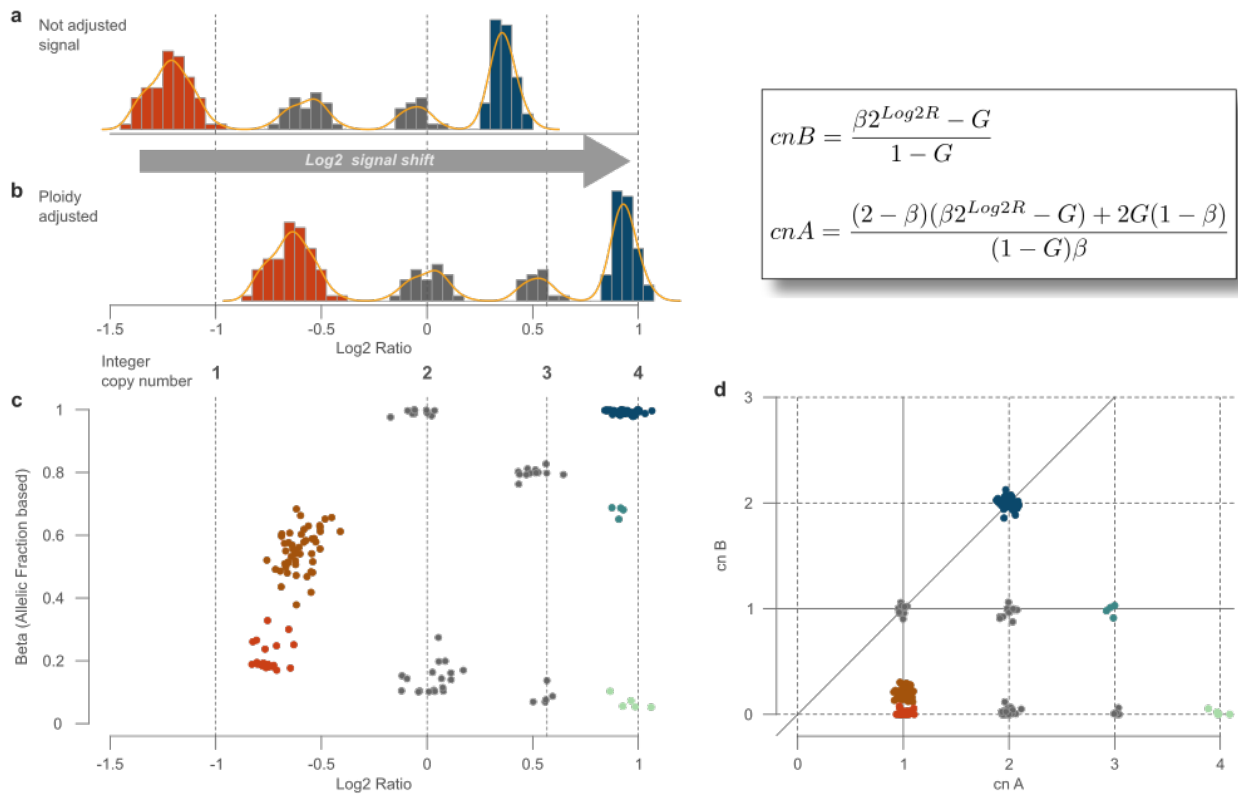 a
Not adjusted
signal
Log2 signal shift
b
Ploidy
adjusted
-1.5 -1 -0.5 0 0.5 1
Log2 Ratio
cnB = \frac{β2^{Log2R} − G}{1 − G}
cnA = \frac{(2 − β)(β2^{Log2R} − G) + 2G(1 − β)}{(1 − G)β}
Integer
copy number
1 2 3 4
c
1
0.8
0.6
0.4
0.2
0
Beta (Allelic Fraction based)
-1.5 -1 -0.5 0 0.5 1
Log2 Ratio
d
3
2
1
0
cn B
0 1 2 3 4
cn A